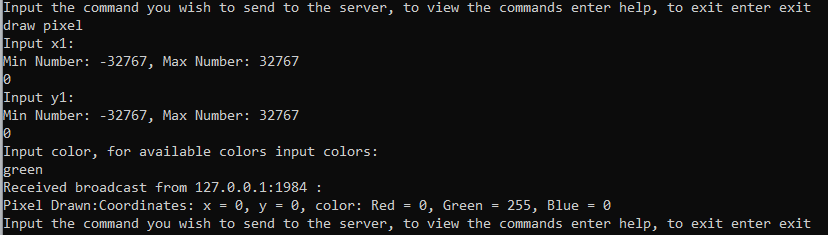 Input the command you wish to send to the server, to view the commands enter help, to exit enter exit
draw pixel
Input x1:
Min Number: -32767, Max Number: 32767
0
Input y1:
Min Number: -32767, Max Number: 32767
0
Input color, for available colors input colors:
green
Received broadcast from 127.0.0.1:1984 :
Pixel Drawn:Coordinates: x = 0, y = 0, color: Red = 0, Green = 255, Blue = 0
Input the command you wish to send to the server, to view the commands enter help, to exit enter exit